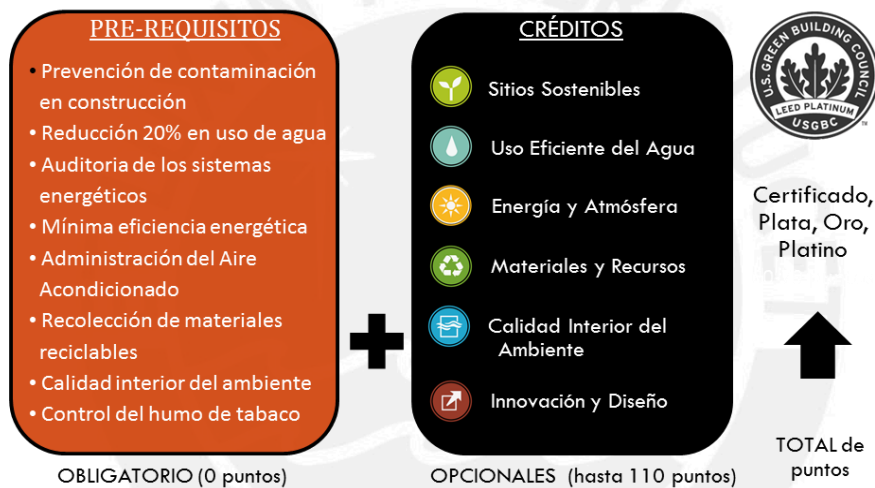 PRE-REQUISITOS
• Prevención de contaminación
en construcción
• Reducción 20% en uso de agua
• Auditoria de los sistemas
energéticos
• Mínima eficiencia energética
• Administración del Aire
Acondicionado
• Recolección de materiales
reciclables
• Calidad interior del ambiente
• Control del humo de tabaco
OBLIGATORIO (0 puntos)
CRÉDITOS
Sitios Sostenibles
Uso Eficiente del Agua
Energía y Atmósfera
Materiales y Recursos
Calidad Interior del
Ambiente
Innovación y Diseño
OPCIONALES (hasta 110 puntos)
U.S. GREEN BUILDING COUNCIL
LEED PLATINUM
USGBC
TM
Certificado,
Plata, Oro,
Platino
TOTAL de
puntos